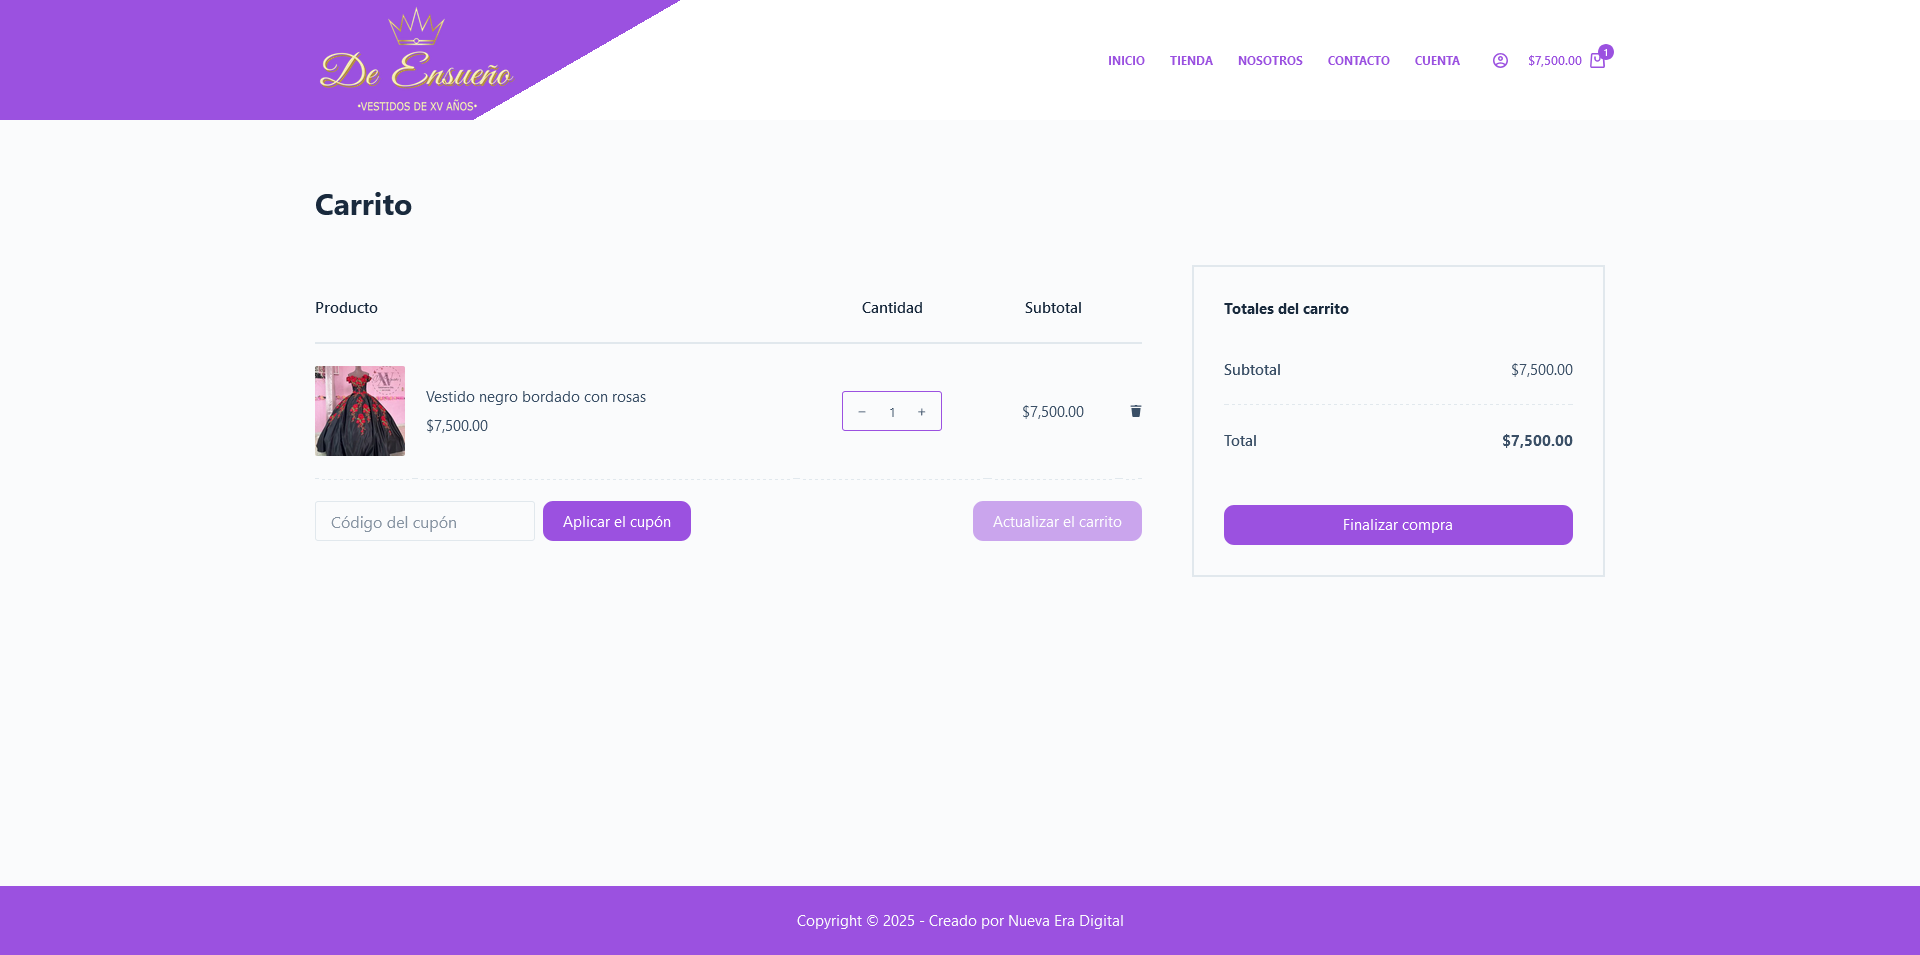 De Ensueño
•VESTIDOS DE XV AÑOS•
INICIO TIENDA NOSOTROS CONTACTO CUENTA $7,500.00 1
Carrito
Producto Cantidad Subtotal
Vestido negro bordado con rosas
$7,500.00
− 1 +
$7,500.00
Código del cupón
Aplicar el cupón
Actualizar el carrito
Totales del carrito
Subtotal $7,500.00
Total $7,500.00
Finalizar compra
Copyright © 2025 - Creado por Nueva Era Digital